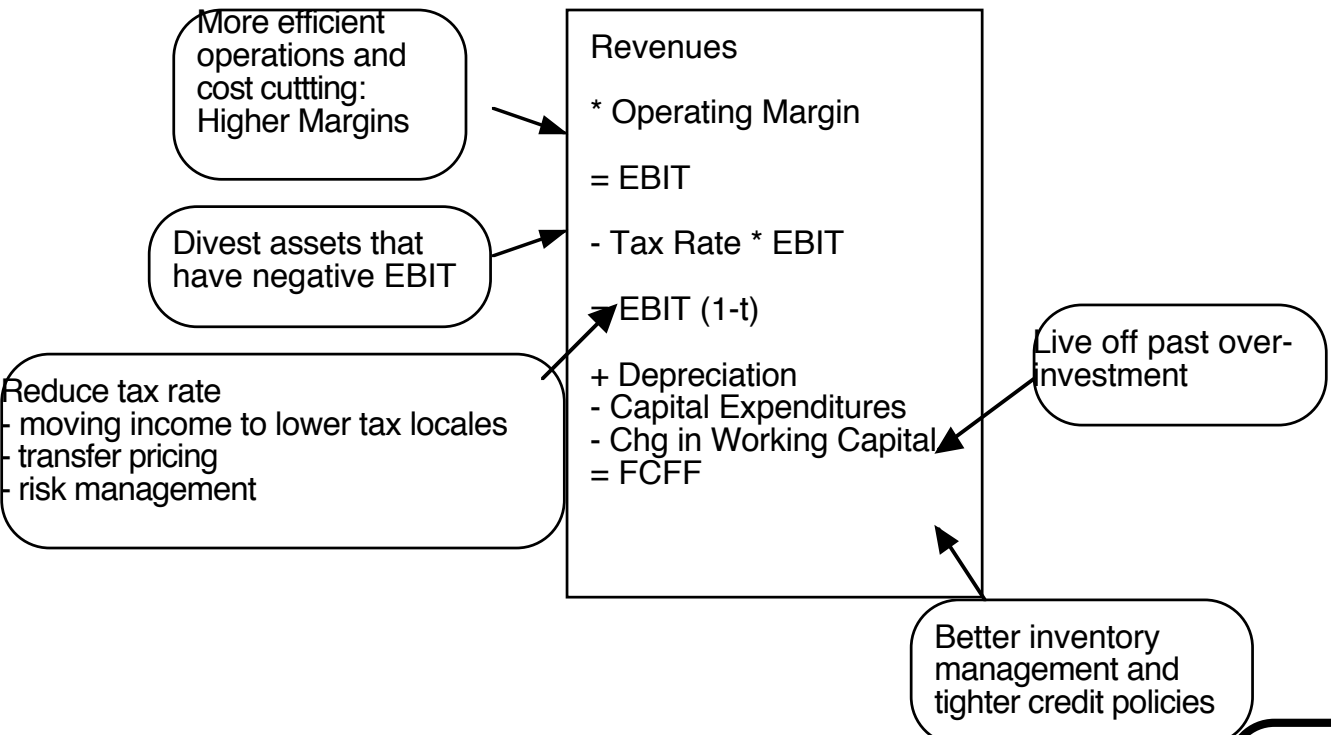 More efficient
operations and
cost cuttting:
Higher Margins
Divest assets that
have negative EBIT
Reduce tax rate
- moving income to lower tax locales
- transfer pricing
- risk management
Revenues
* Operating Margin
= EBIT
- Tax Rate * EBIT
= EBIT (1-t)
+ Depreciation
- Capital Expenditures
- Chg in Working Capital
= FCFF
Live off past over-
investment
Better inventory
management and
tighter credit policies